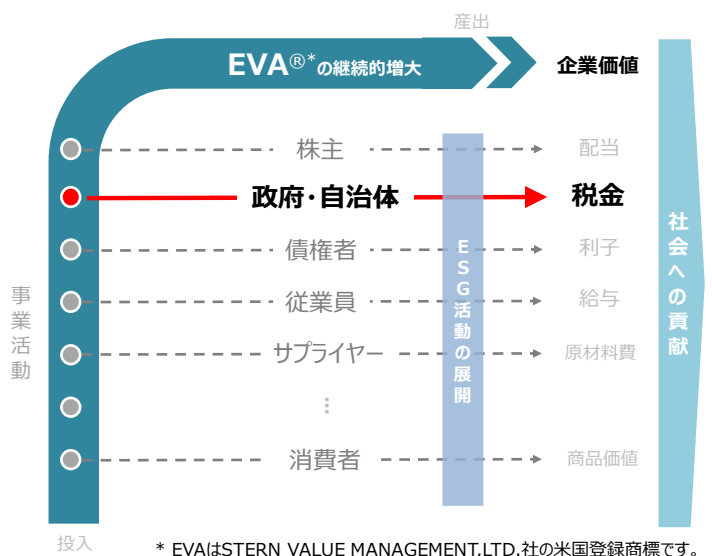 産出
EVA®*の継続的増大
企業価値
株主
配当
政府・自治体
税金
債権者
利子
従業員
給与
サプライヤー
原材料費
⋮
消費者
商品価値
事業活動
ESG活動の展開
社会への貢献
投入
* EVAはSTERN VALUE MANAGEMENT,LTD.社の米国登録商標です。